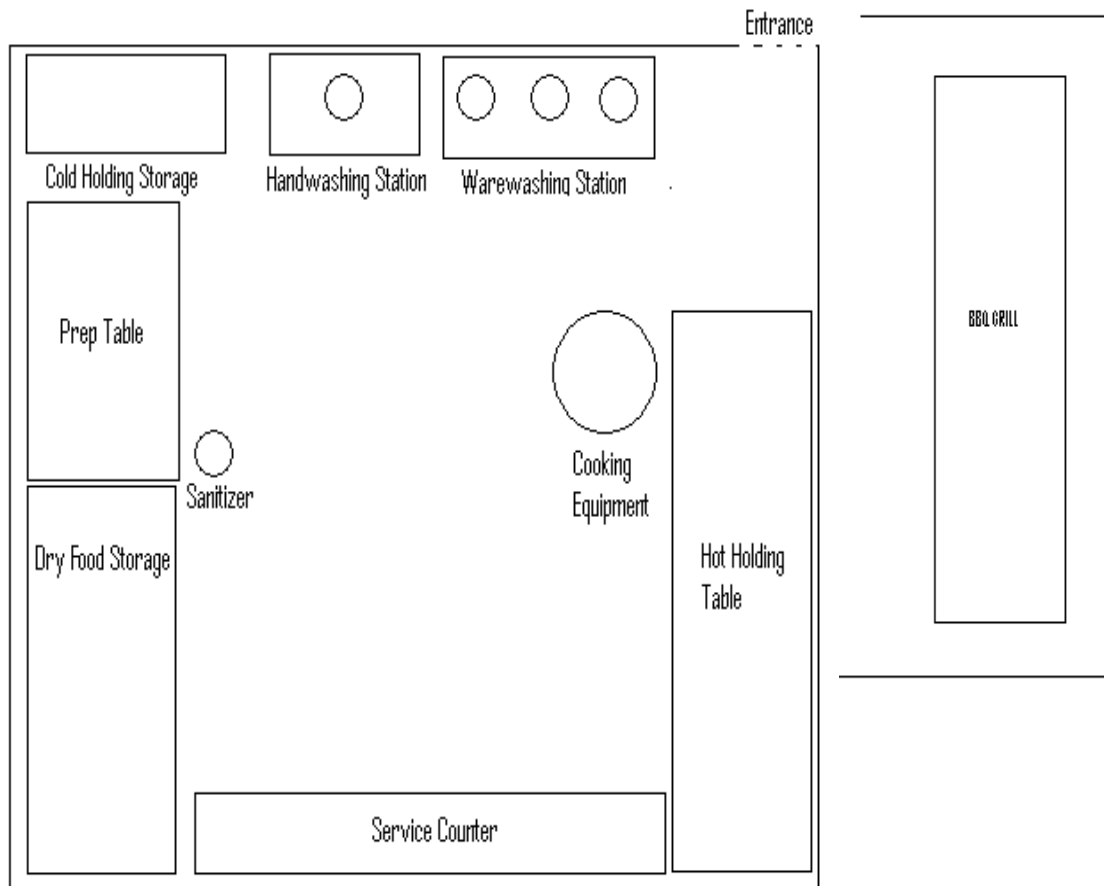 Entrance
Cold Holding Storage
Handwashing Station
Warewashing Station
Prep Table
BBQ GRILL
Sanitizer
Cooking
Equipment
Dry Food Storage
Hot Holding
Table
Service Counter